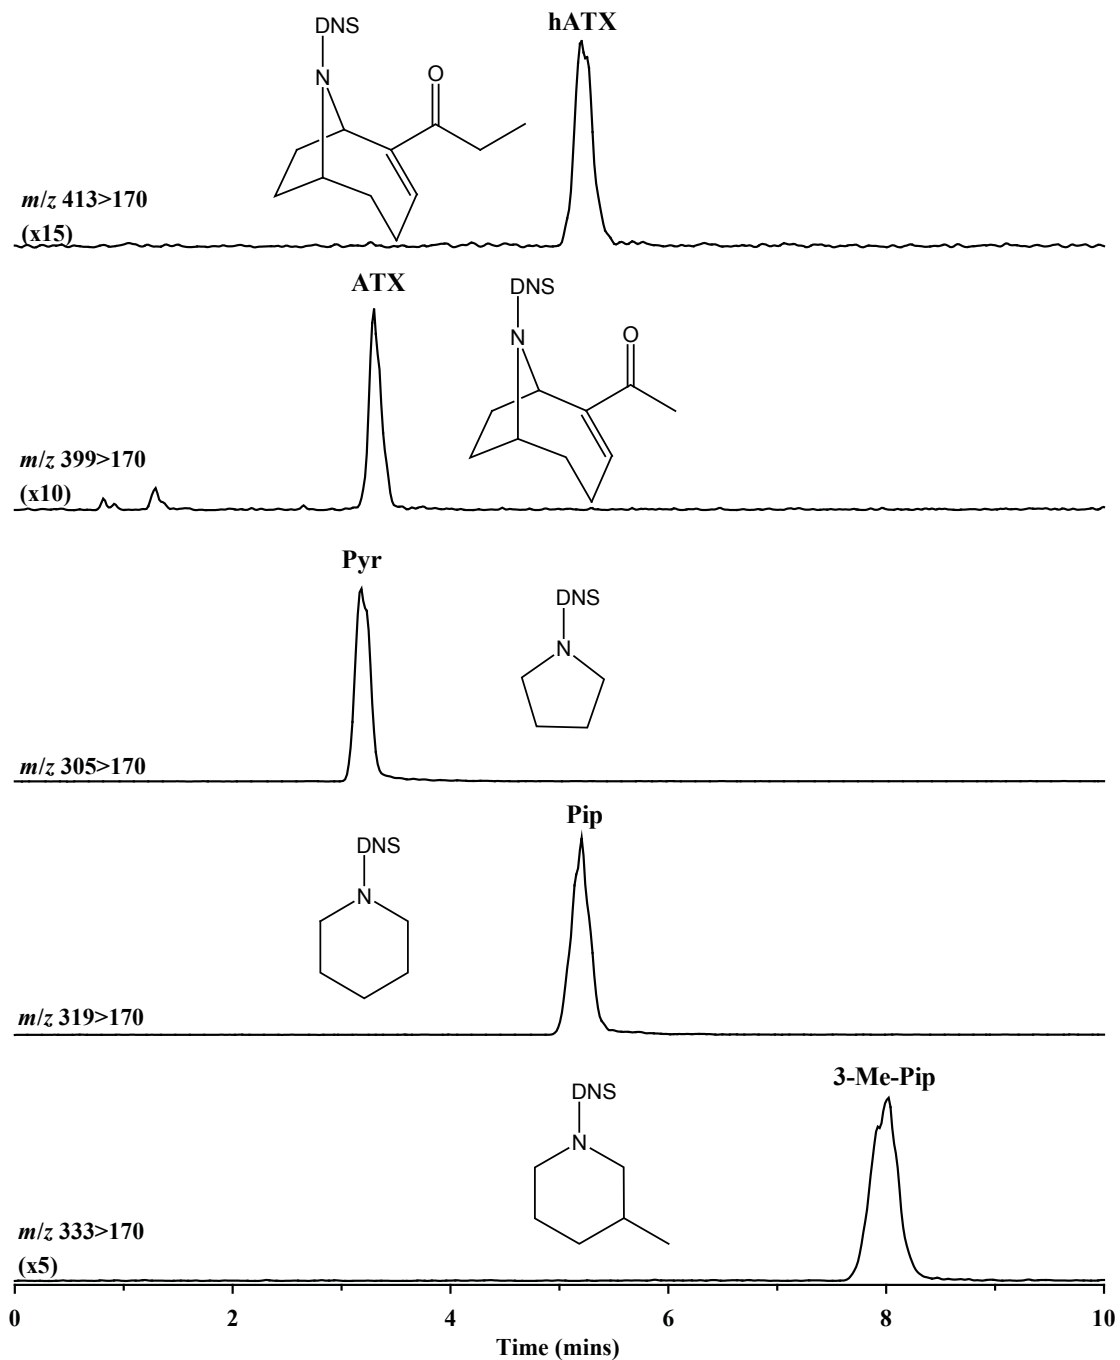 DNS
hATX
N
O
m/z 413>170
(x15)
ATX
DNS
N
O
m/z 399>170
(x10)
Pyr
DNS
N
m/z 305>170
Pip
DNS
N
m/z 319>170
3-Me-Pip
DNS
N
m/z 333>170
(x5)
0 2 4 6 8 10
Time (mins)